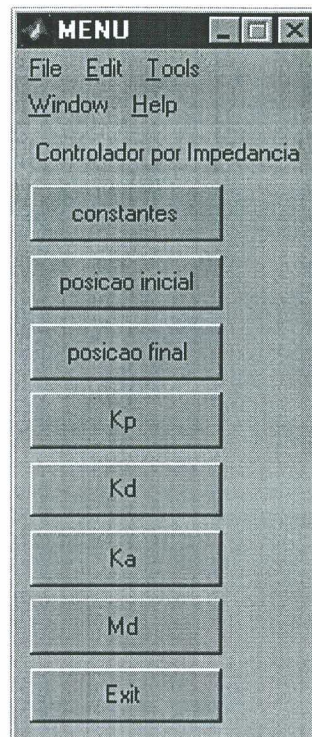 MENU
File Edit Tools
Window Help
Controlador por Impedancia
constantes
posicao inicial
posicao final
Kp
Kd
Ka
Md
Exit